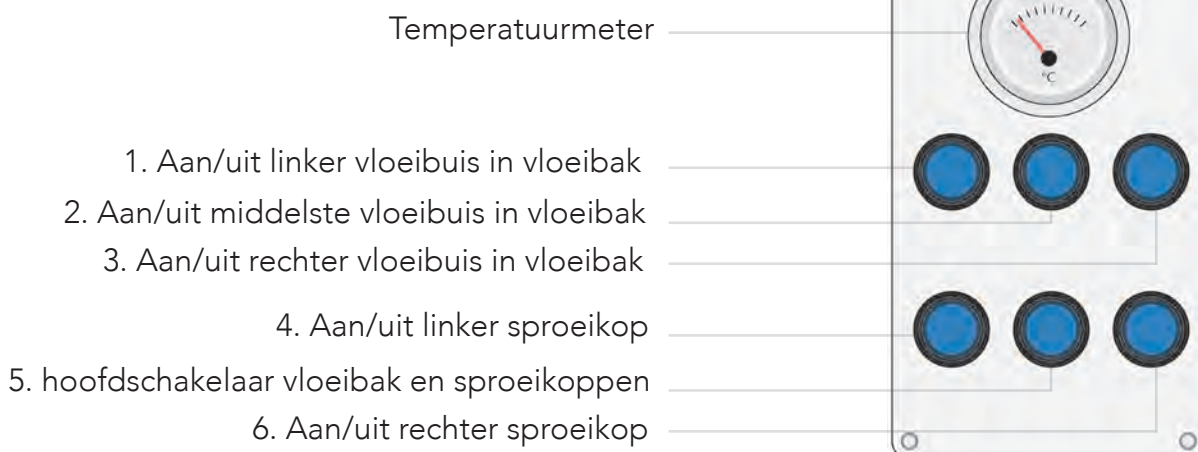 Temperatuurmeter
°C
1. Aan/uit linker vloeibuis in vloeibak
2. Aan/uit middelste vloeibuis in vloeibak
3. Aan/uit rechter vloeibuis in vloeibak
4. Aan/uit linker sproeikop
5. hoofdschakelaar vloeibak en sproeikoppen
6. Aan/uit rechter sproeikop